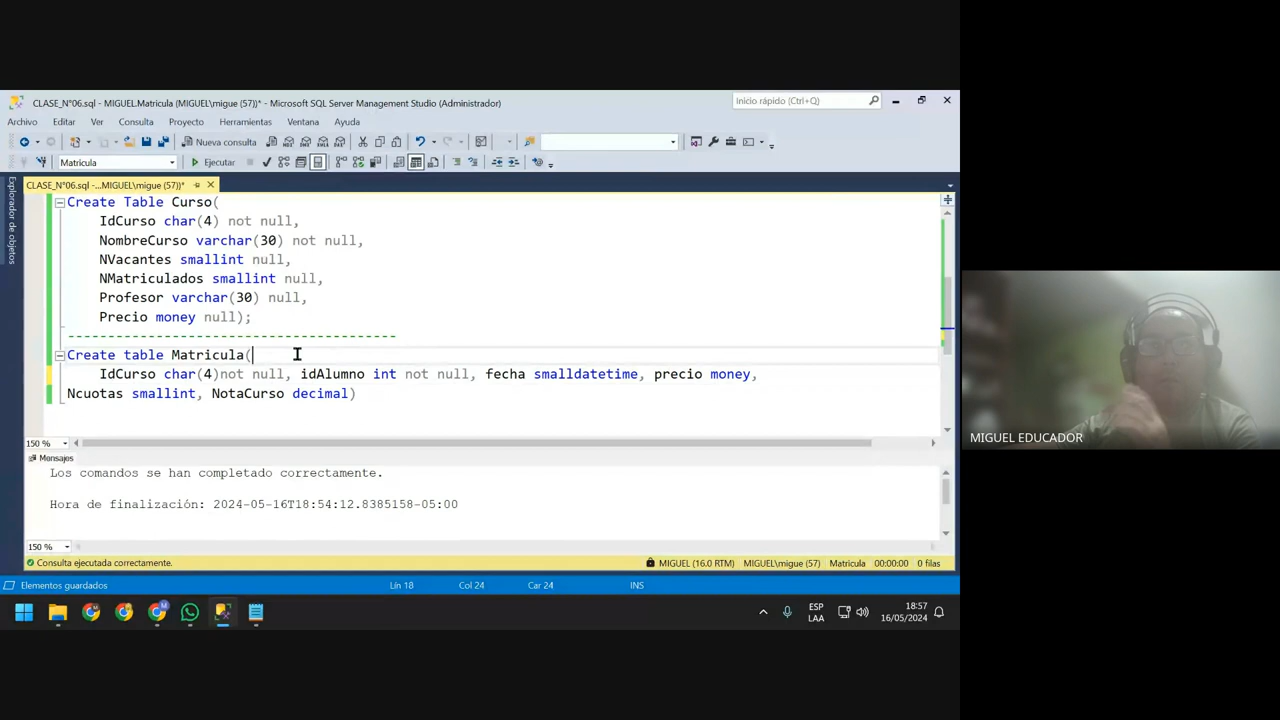 CLASE_N°06.sql - MIGUEL.Matricula (MIGUEL\migue (57))* - Microsoft SQL Server Management Studio (Administrador)
Inicio rápido (Ctrl+Q)
Archivo Editar Ver Consulta Proyecto Herramientas Ventana Ayuda
Nueva consulta
Matricula Ejecutar
CLASE_N°06.sql -...MIGUEL\migue (57))*
Explorador de objetos
Create Table Curso(
IdCurso char(4) not null,
NombreCurso varchar(30) not null,
NVacantes smallint null,
NMatriculados smallint null,
Profesor varchar(30) null,
Precio money null);
-----------------------------------------
Create table Matricula(
IdCurso char(4)not null, idAlumno int not null, fecha smalldatetime, precio money,
Ncuotas smallint, NotaCurso decimal)
150 %
Mensajes
Los comandos se han completado correctamente.
Hora de finalización: 2024-05-16T18:54:12.8385158-05:00
150 %
Consulta ejecutada correctamente. MIGUEL (16.0 RTM) MIGUEL\migue (57) Matricula 00:00:00 0 filas
Elementos guardados Lín 18 Col 24 Car 24 INS
ESP
LAA
18:57
16/05/2024
MIGUEL EDUCADOR